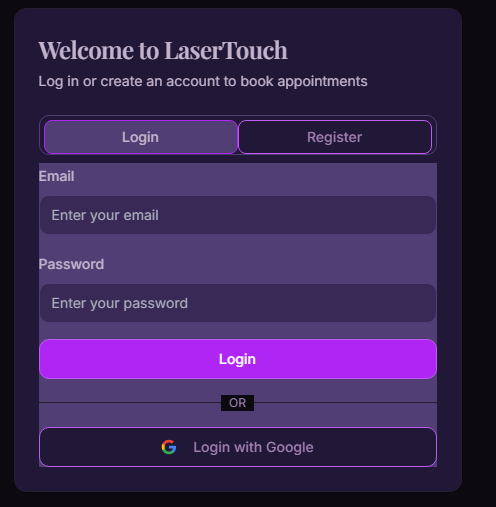 Welcome to LaserTouch
Log in or create an account to book appointments
Login Register
Email
Enter your email
Password
Enter your password
Login
OR
Login with Google